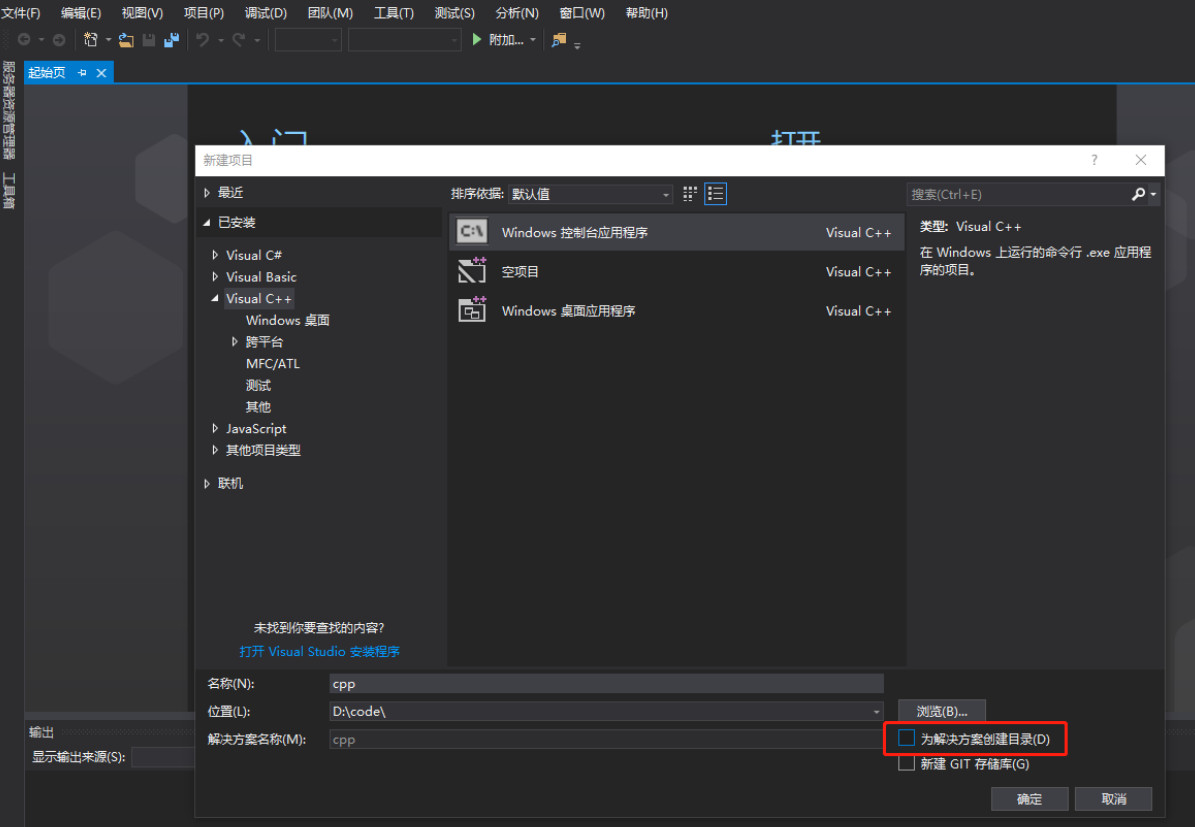 文件(F) 编辑(E) 视图(V) 项目(P) 调试(D) 团队(M) 工具(T) 测试(S) 分析(N) 窗口(W) 帮助(H)
附加...
服务器资源管理器
工具箱
起始页
入门
打开
新建项目
?
最近
已安装
Visual C#
Visual Basic
Visual C++
Windows 桌面
跨平台
MFC/ATL
测试
其他
JavaScript
其他项目类型
联机
未找到你要查找的内容?
打开 Visual Studio 安装程序
排序依据: 默认值
C:\ Windows 控制台应用程序 Visual C++
空项目 Visual C++
Windows 桌面应用程序 Visual C++
搜索(Ctrl+E)
类型: Visual C++
在 Windows 上运行的命令行 .exe 应用程
序的项目。
名称(N): cpp
位置(L): D:\code\ 浏览(B)...
解决方案名称(M): cpp 为解决方案创建目录(D)
新建 GIT 存储库(G)
确定 取消
输出
显示输出来源(S):